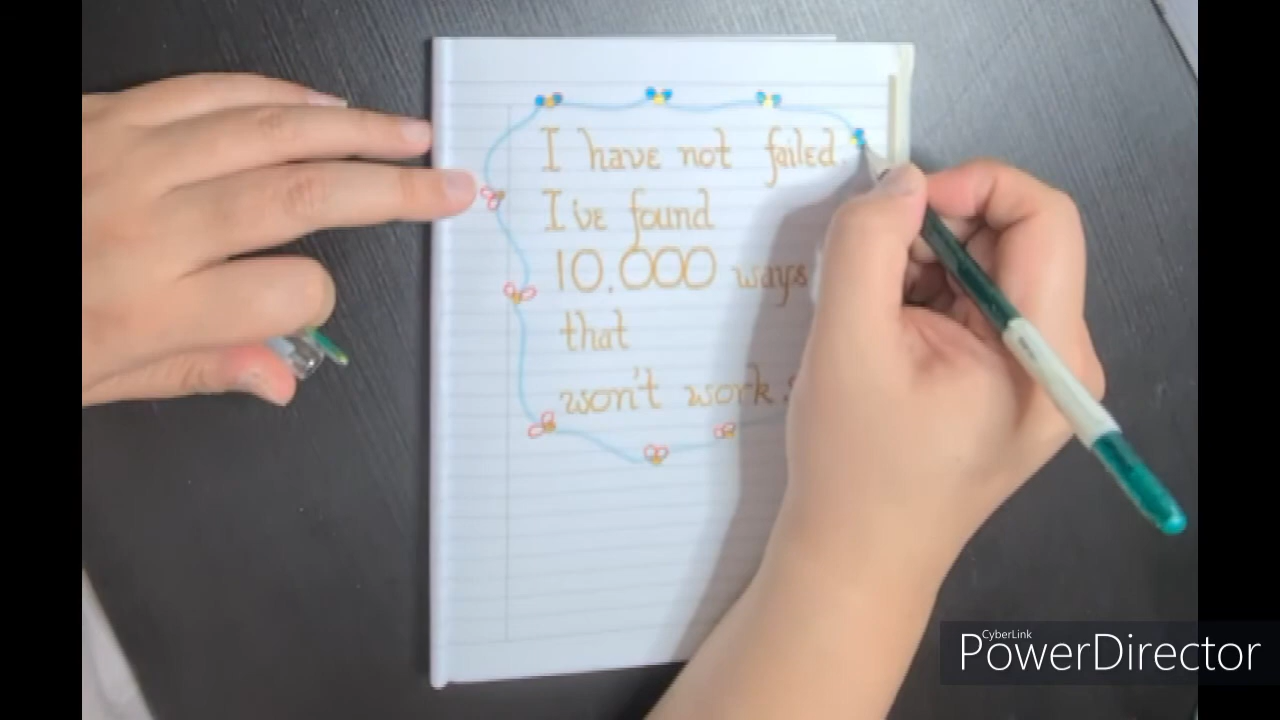 I have not failed
I've found
10,000 ways
that
won't work.
CyberLink
PowerDirector